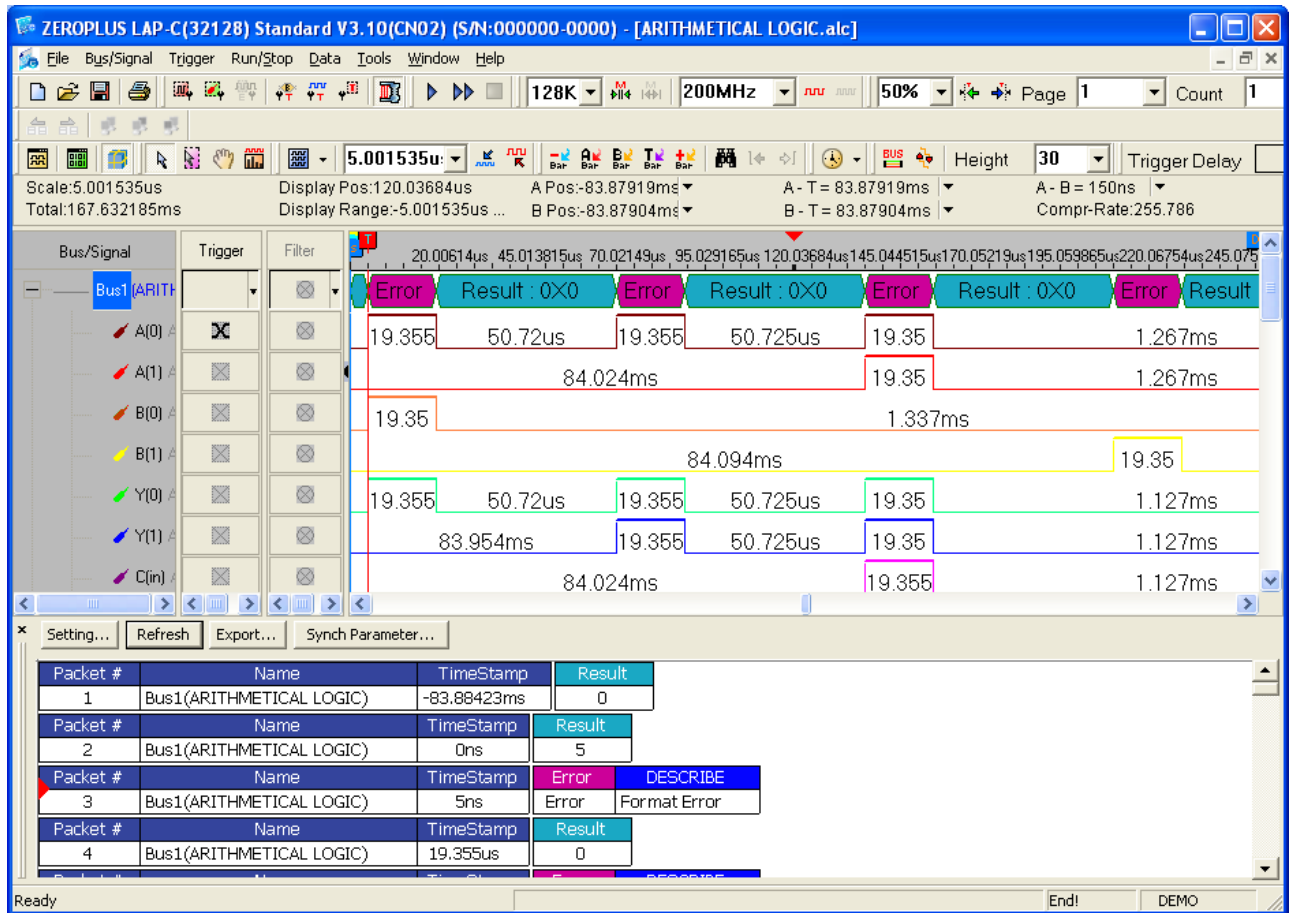 ZEROPLUS LAP-C(32128) Standard V3.10(CN02) (S/N:000000-0000) - [ARITHMETICAL LOGIC.alc]
File Bus/Signal Trigger Run/Stop Data Tools Window Help
128K 200MHz 50% Page 1 Count 1
5.001535u Bar Bar Bar Bar Bar BUS Height 30 Trigger Delay
Scale:5.001535us Display Pos:120.03684us A Pos:-83.87919ms A - T = 83.87919ms A - B = 150ns
Total:167.632185ms Display Range:-5.001535us ... B Pos:-83.87904ms B - T = 83.87904ms Compr-Rate:255.786
Bus/Signal Trigger Filter T 20.00614us 45.013815us 70.02149us 95.029165us 120.03684us 145.044515us 170.05219us 195.059865us 220.06754us 245.075
Bus1 (ARITH Error Result : 0X0 Error Result : 0X0 Error Result : 0X0 Error Result
A(0) 19.355 50.72us 19.355 50.725us 19.35 1.267ms
A(1) 84.024ms 19.35 1.267ms
B(0) 19.35 1.337ms
B(1) 84.094ms 19.35
Y(0) 19.355 50.72us 19.355 50.725us 19.35 1.127ms
Y(1) 83.954ms 19.355 50.725us 19.35 1.127ms
C(in) 84.024ms 19.355 1.127ms
Setting... Refresh Export... Synch Parameter...
Packet # Name TimeStamp Result
1 Bus1(ARITHMETICAL LOGIC) -83.88423ms 0
Packet # Name TimeStamp Result
2 Bus1(ARITHMETICAL LOGIC) 0ns 5
Packet # Name TimeStamp Error DESCRIBE
3 Bus1(ARITHMETICAL LOGIC) 5ns Error Format Error
Packet # Name TimeStamp Result
4 Bus1(ARITHMETICAL LOGIC) 19.355us 0
Ready End! DEMO